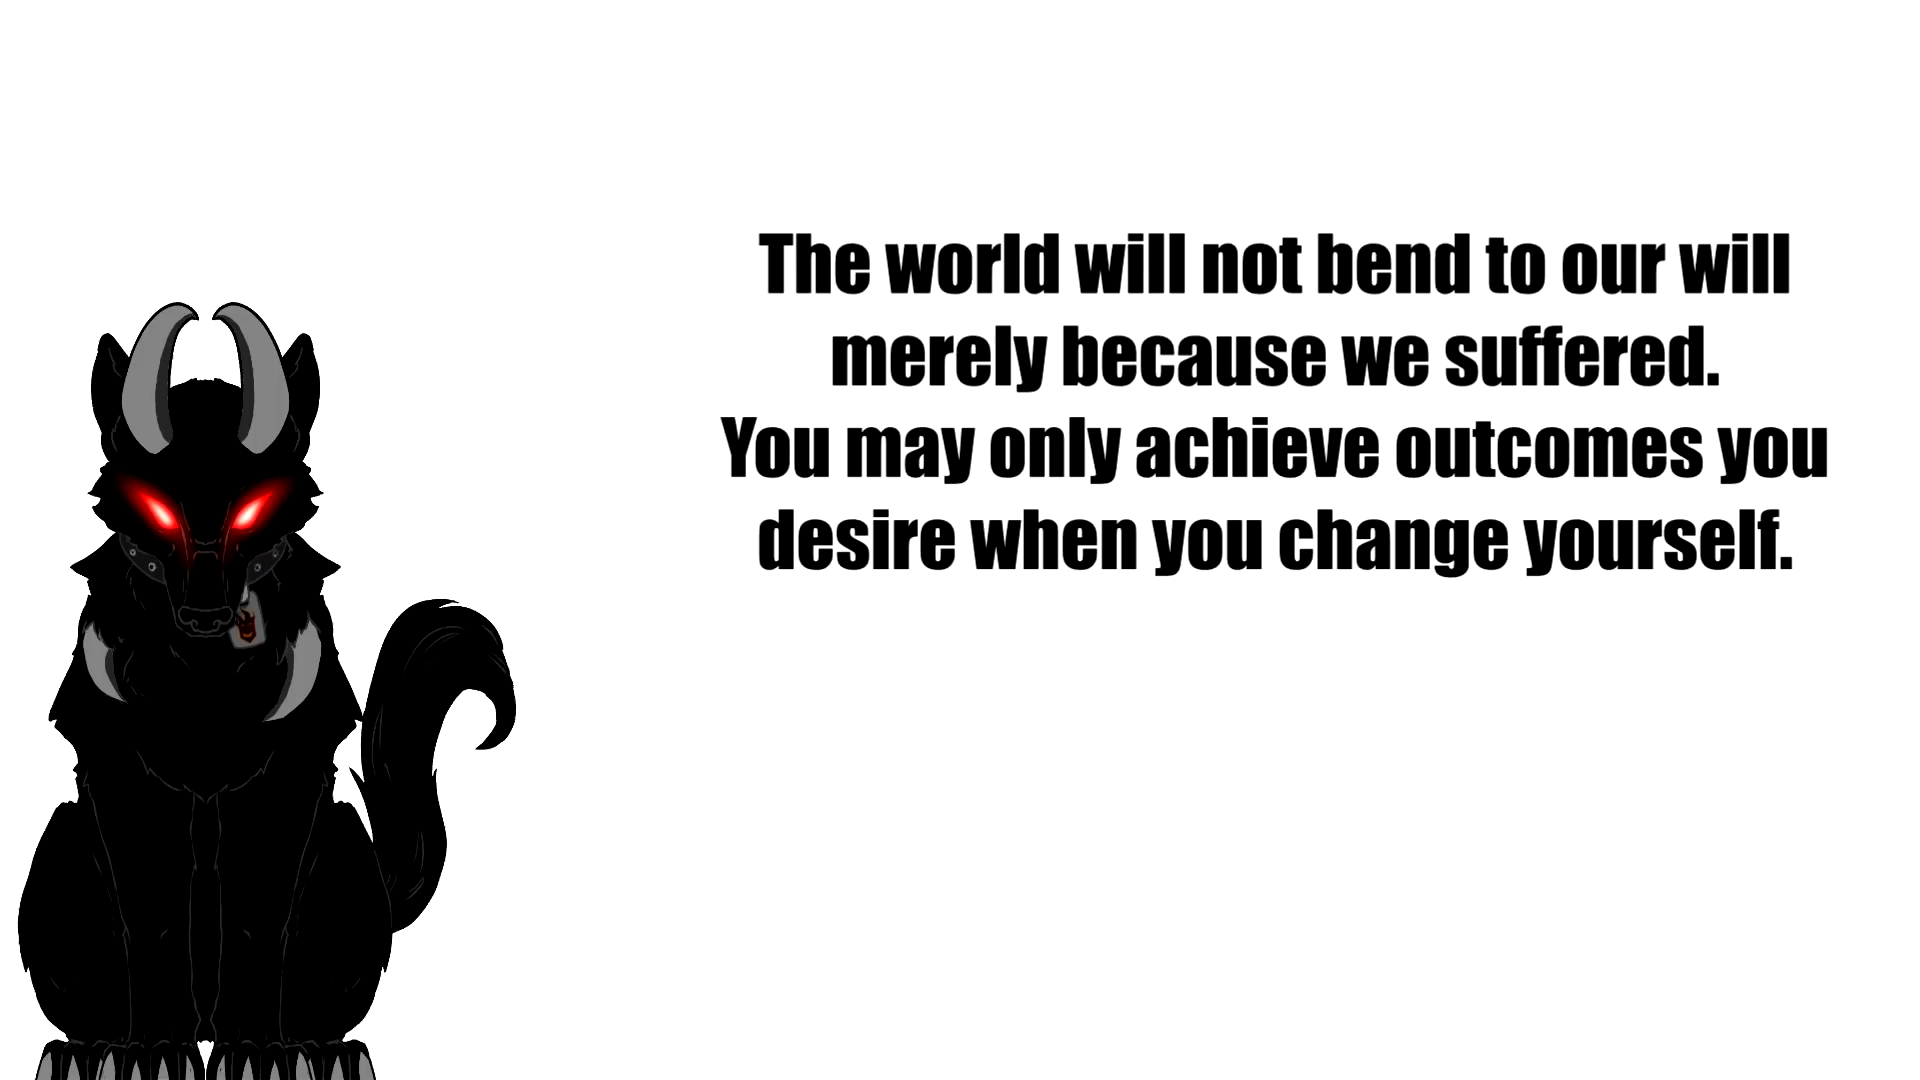 The world will not bend to our will
merely because we suffered.
You may only achieve outcomes you
desire when you change yourself.